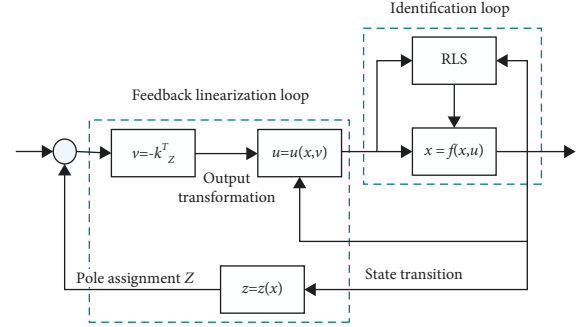 Identification loop
RLS
Feedback linearization loop
v=-k^T_Z
u=u(x,v)
x = f(x,u)
Output
transformation
Pole assignment Z
z=z(x)
State transition